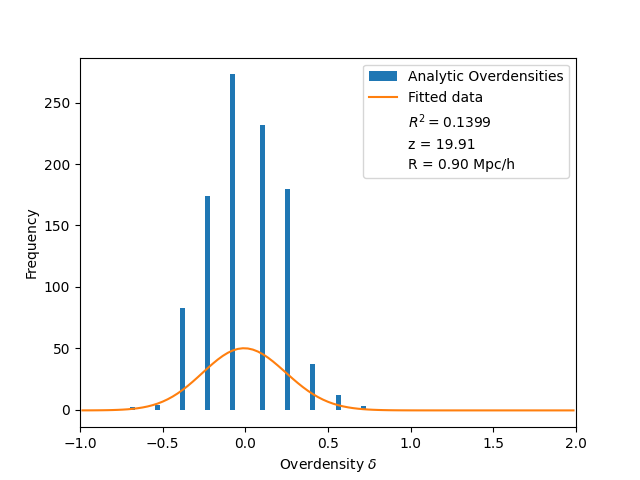 Analytic Overdensities
Fitted data
R² = 0.1399
z = 19.91
R = 0.90 Mpc/h
Frequency
250
200
150
100
50
0
−1.0 −0.5 0.0 0.5 1.0 1.5 2.0
Overdensity δ